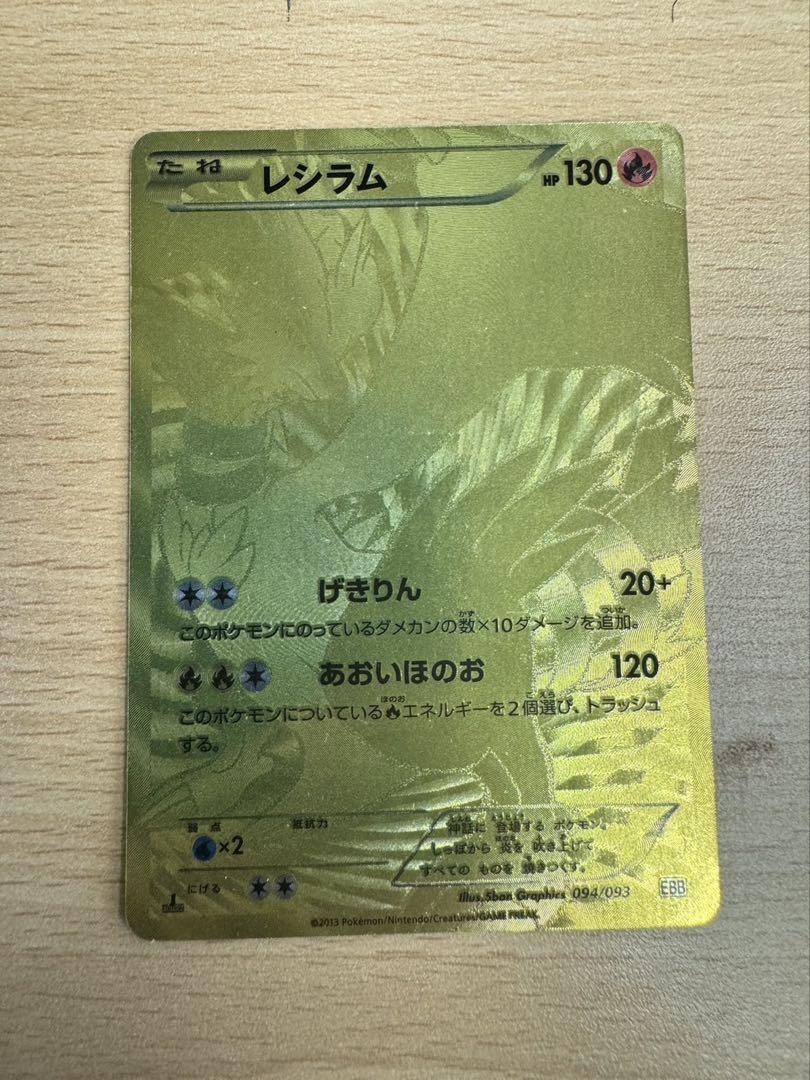 たね レシラム HP 130
げきりん 20+
このポケモンにのっているダメカンの数×10ダメージを追加。
あおいほのお 120
このポケモンについているエネルギーを2個選び、トラッシュ
する。
弱点 ×2 抵抗力
にげる
神話に 登場する ポケモン。
しっぽから 炎を 吹き上げて
すべての ものを 焼きつくす。
Illus.5ban Graphics 094/093 EBB
©2013 Pokémon/Nintendo/Creatures/GAME FREAK.